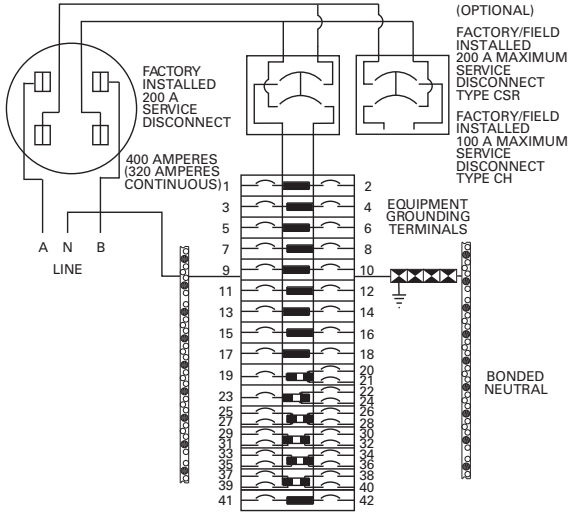 (OPTIONAL)
FACTORY/FIELD
INSTALLED
200 A MAXIMUM
SERVICE
DISCONNECT
TYPE CSR
FACTORY/FIELD
INSTALLED
100 A MAXIMUM
SERVICE
DISCONNECT
TYPE CH
FACTORY
INSTALLED
200 A
SERVICE
DISCONNECT
400 AMPERES
(320 AMPERES
CONTINUOUS)
A N B
LINE
EQUIPMENT
GROUNDING
TERMINALS
BONDED
NEUTRAL
1 2
3 4
5 6
7 8
9 10
11 12
13 14
15 16
17 18
19 20
21
23 22
24
25 26
27 28
29 30
31 32
33 34
35 36
37 38
39 40
41 42